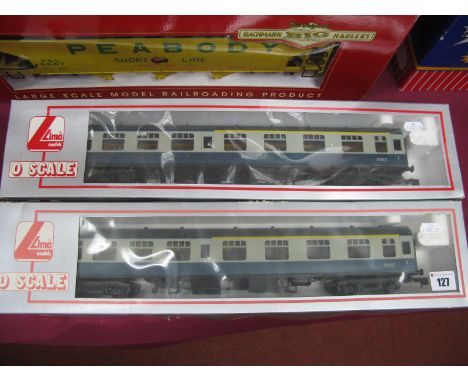 BACHMANN BIG HAULERS
PEABODY
SHORT LINE
LARGE SCALE MODEL RAILROADING PRODUCT
Lima
models
O SCALE
Lima
models
O SCALE
127